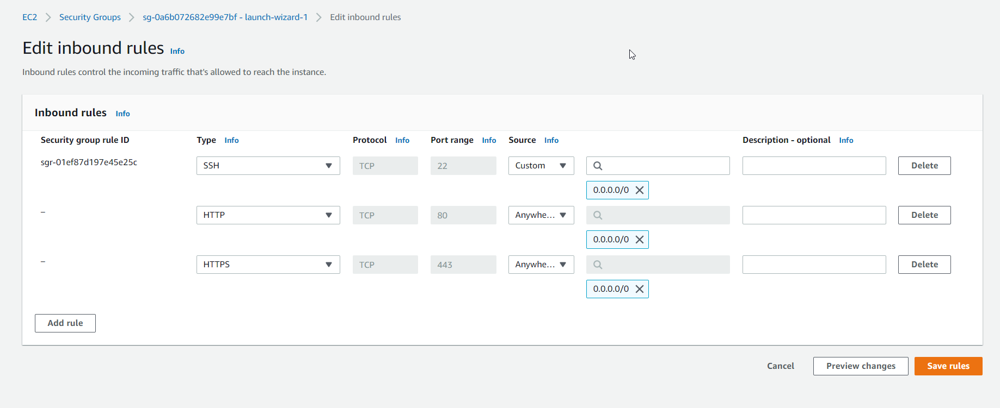 EC2 Security Groups sg-0a6b072682e99e7bf - launch-wizard-1 Edit inbound rules
Edit inbound rules Info
Inbound rules control the incoming traffic that's allowed to reach the instance.
Inbound rules Info
Security group rule ID Type Info Protocol Info Port range Info Source Info Description - optional Info
sgr-01ef87d197e45e25c SSH TCP 22 Custom Delete
0.0.0.0/0
– HTTP TCP 80 Anywhe... Delete
0.0.0.0/0
– HTTPS TCP 443 Anywhe... Delete
0.0.0.0/0
Add rule
Cancel Preview changes Save rules